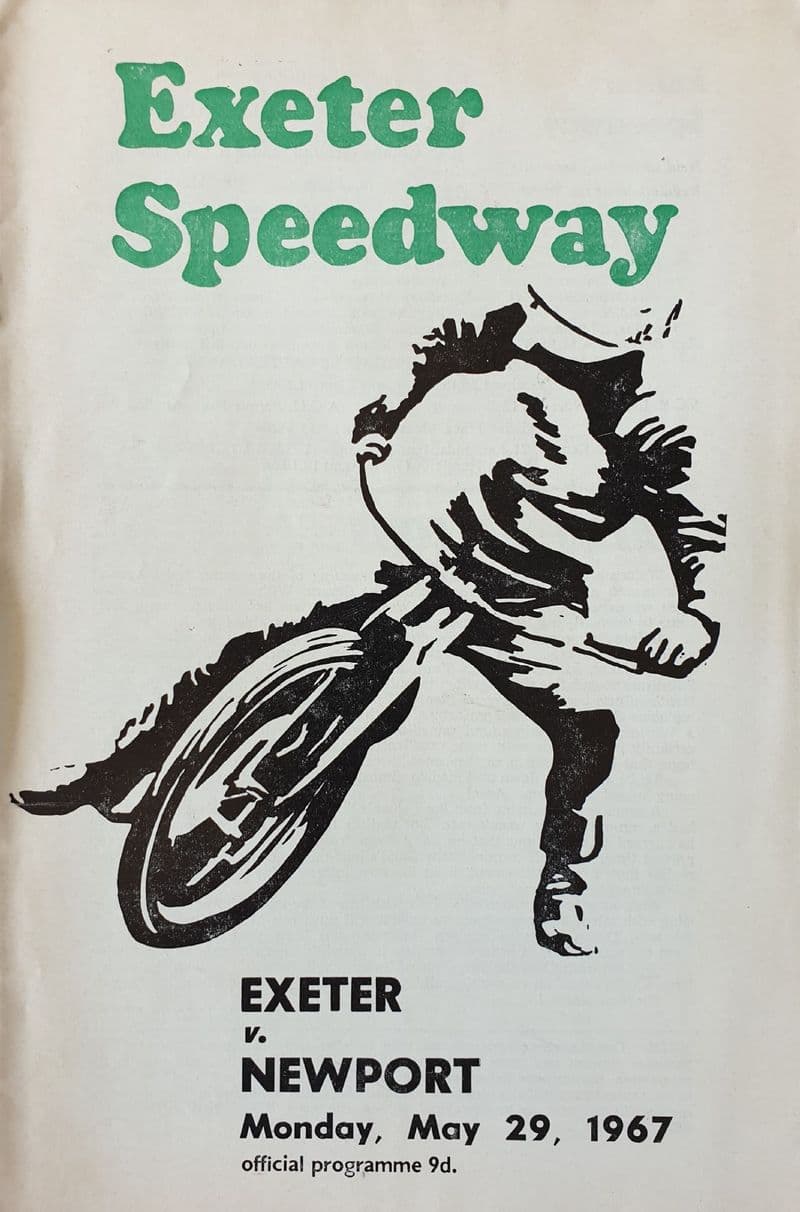 Exeter
Speedway
EXETER
v.
NEWPORT
Monday, May 29, 1967
official programme 9d.